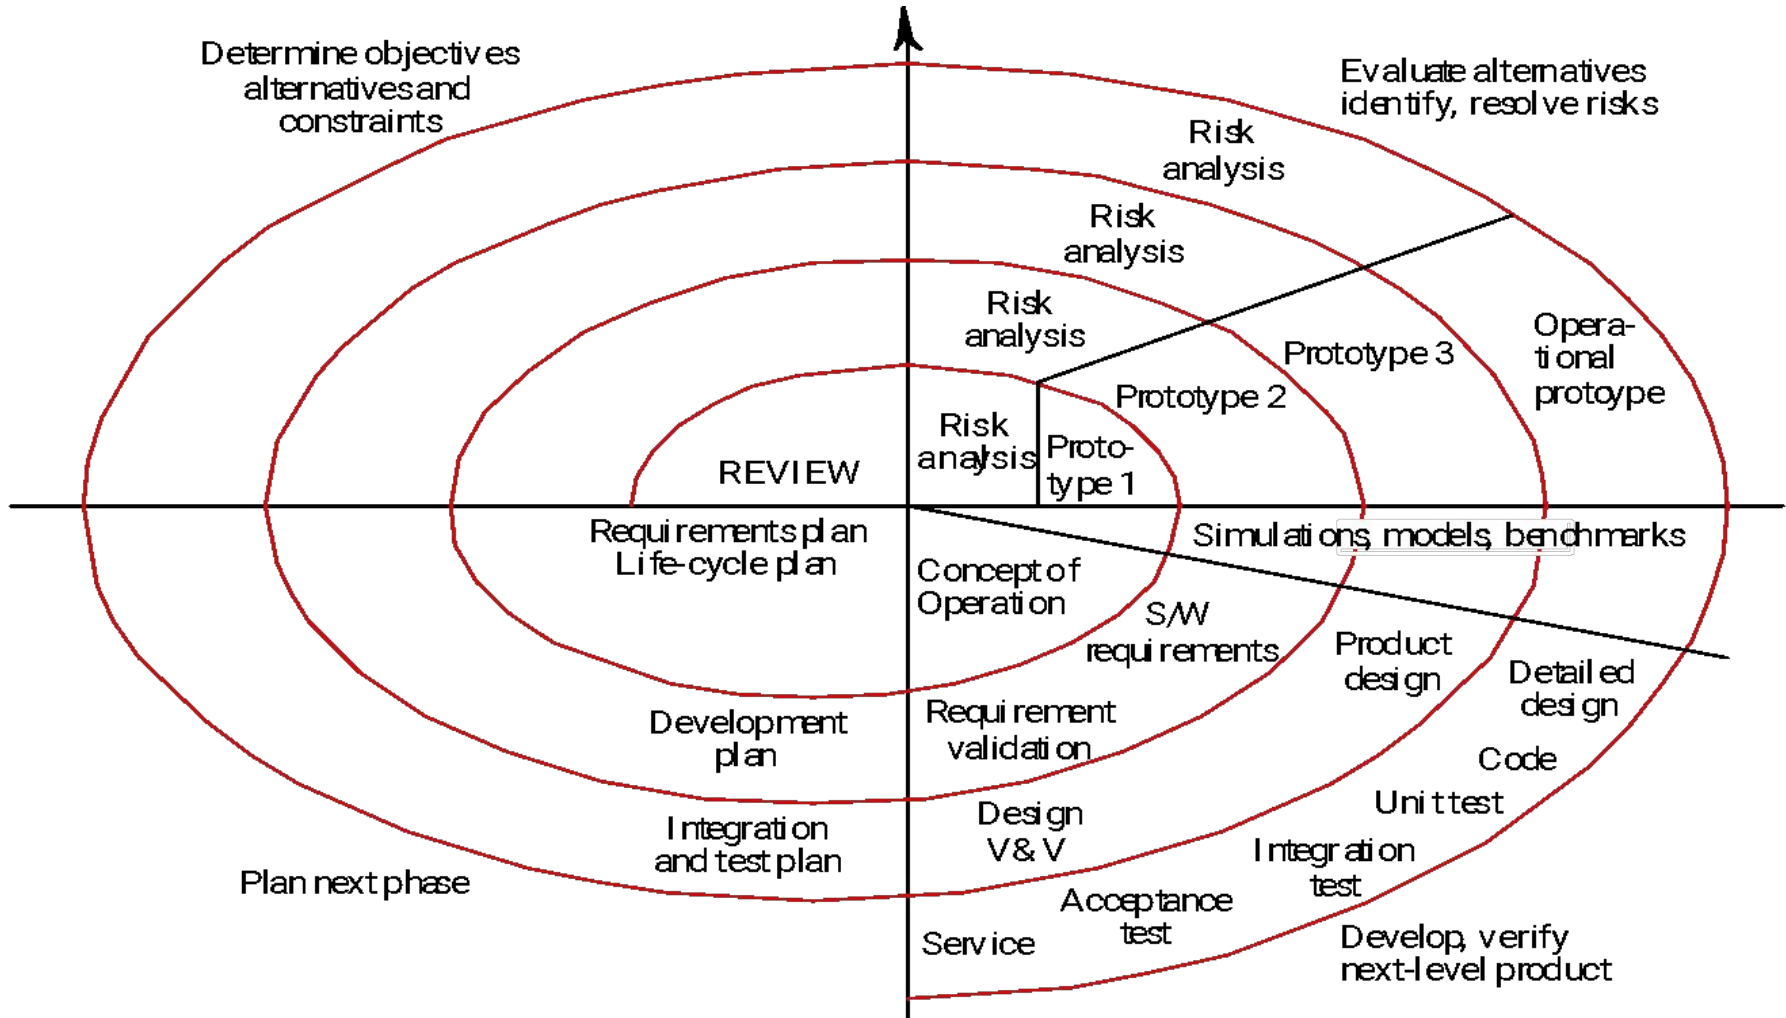 Determine objectives
alternatives and
constraints
Evaluate alternatives
identify, resolve risks
Risk
analysis
Risk
analysis
Risk
analysis
Risk
analysis
Proto-
type 1
Prototype 2
Prototype 3
Opera-
tional
protoype
REVIEW
Requirements plan
Life-cycle plan
Concept of
Operation
Simulations, models, benchmarks
S/W
requirements
Product
design
Detailed
design
Development
plan
Requirement
validation
Code
Unit test
Integration
and test plan
Design
V & V
Integration
test
Plan next phase
Acceptance
test
Service
Develop, verify
next-level product